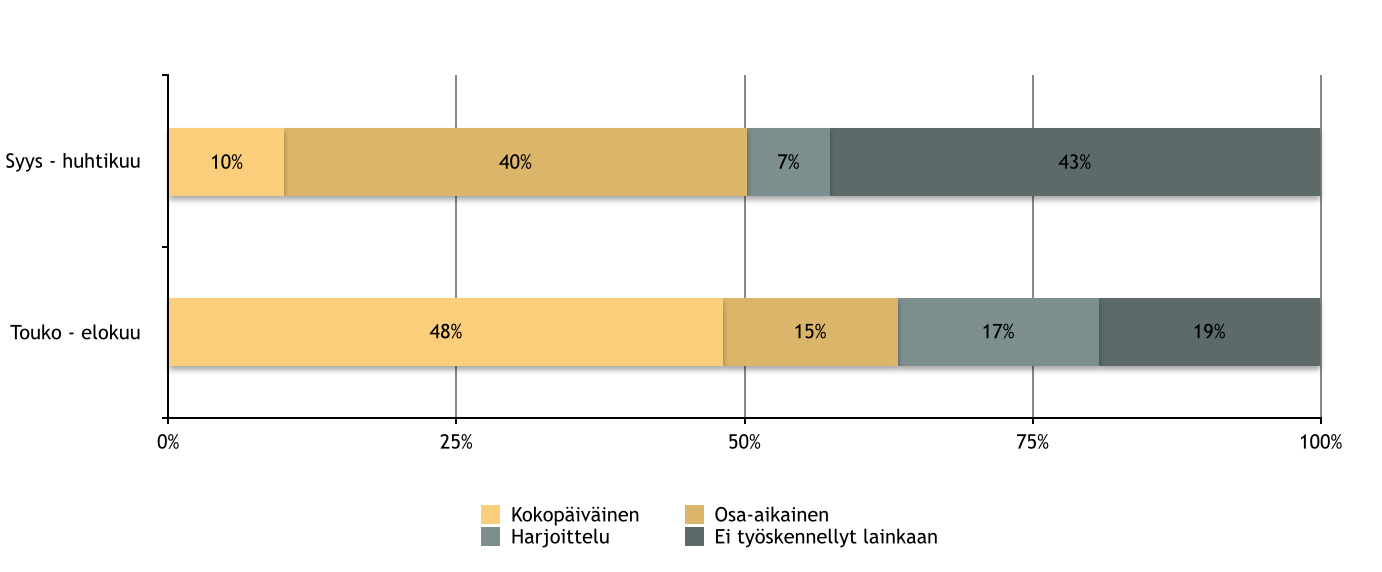 Syys - huhtikuu
10% 40% 7% 43%
Touko - elokuu
48% 15% 17% 19%
0% 25% 50% 75% 100%
Kokopäiväinen Osa-aikainen
Harjoittelu Ei työskennellyt lainkaan